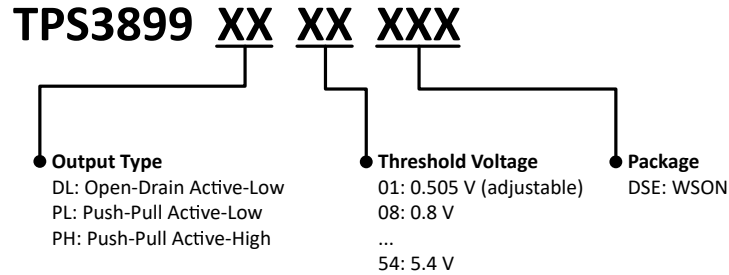 TPS3899 XX XX XXX
Output Type
DL: Open-Drain Active-Low
PL: Push-Pull Active-Low
PH: Push-Pull Active-High
Threshold Voltage
01: 0.505 V (adjustable)
08: 0.8 V
...
54: 5.4 V
Package
DSE: WSON